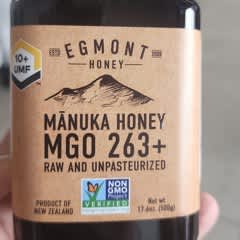 EGMONT
HONEY
10+
UMF
MĀNUKA HONEY
MGO 263+
RAW AND UNPASTEURIZED
PRODUCT OF
NEW ZEALAND
NON
GMO
Project
VERIFIED
Net wt
17.6oz. (500g)